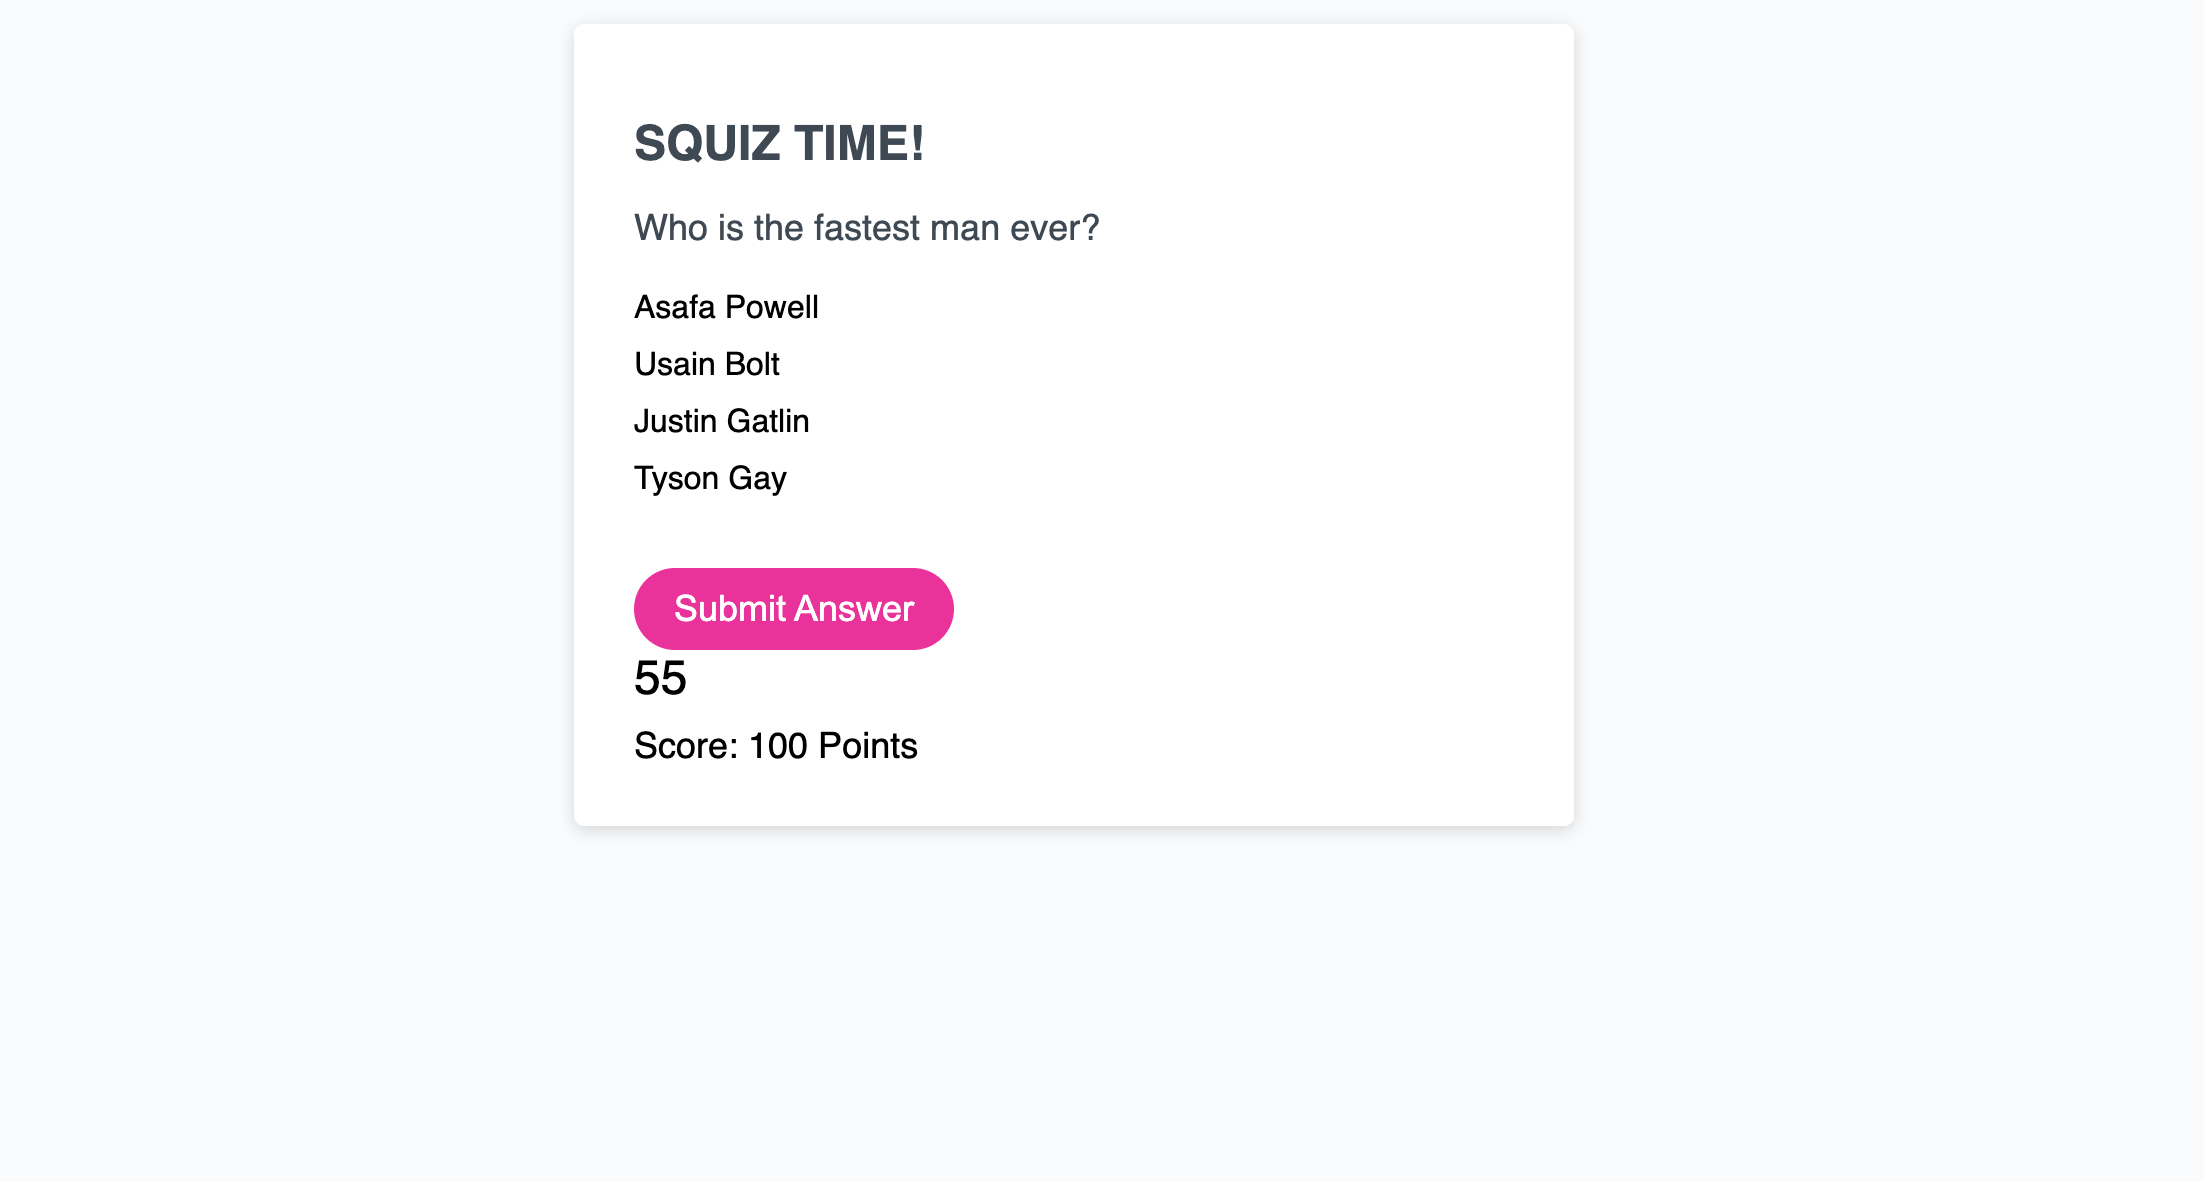 SQUIZ TIME!
Who is the fastest man ever?
Asafa Powell
Usain Bolt
Justin Gatlin
Tyson Gay
Submit Answer
55
Score: 100 Points